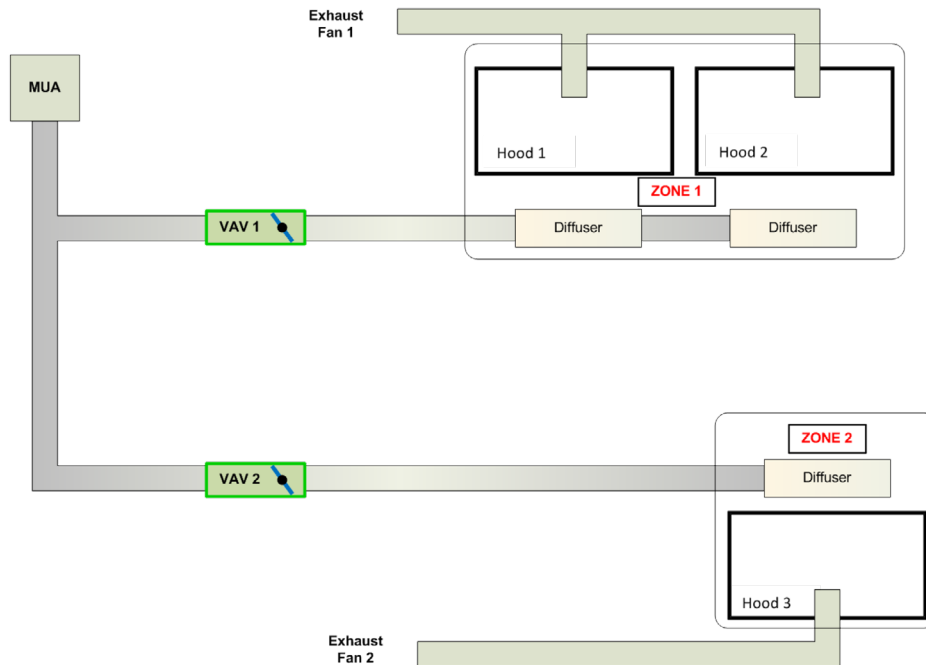 Exhaust
Fan 1
MUA
Hood 1
Hood 2
ZONE 1
VAV 1
Diffuser
Diffuser
ZONE 2
VAV 2
Diffuser
Hood 3
Exhaust
Fan 2